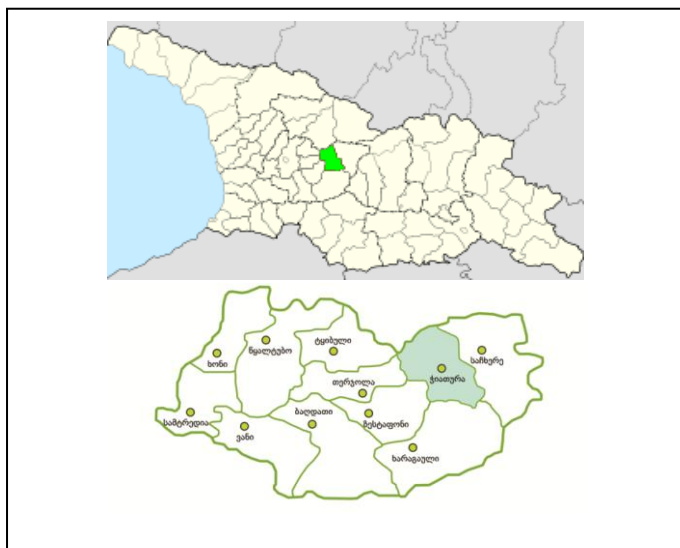 ტყიბული
წყალტუბო
ხონი
საჩხერე
ჭიათურა
თერჯოლა
სამტრედია
ვანი
ბაღდათი
ზესტაფონი
ხარაგაული